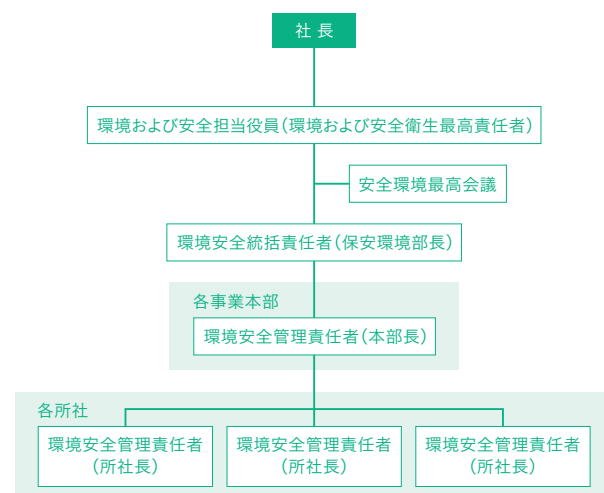 社長
環境および安全担当役員（環境および安全衛生最高責任者）
安全環境最高会議
環境安全統括責任者（保安環境部長）
各事業本部
環境安全管理責任者（本部長）
各所社
環境安全管理責任者
（所社長）
環境安全管理責任者
（所社長）
環境安全管理責任者
（所社長）